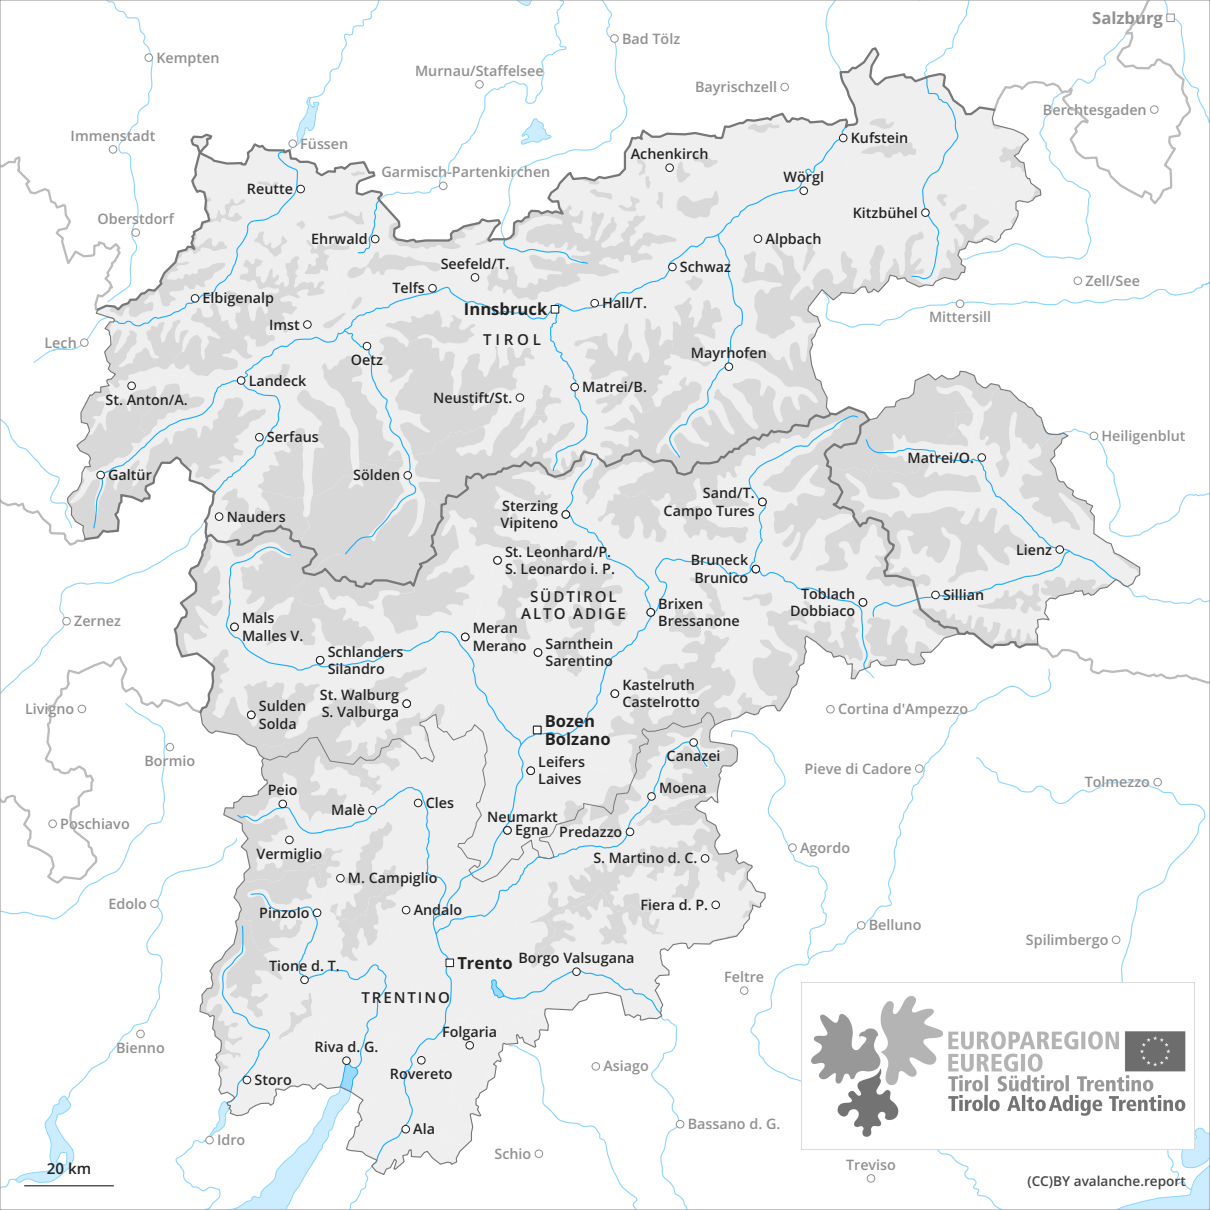 Salzburg
Kempten
Bad Tölz
Murnau/Staffelsee
Bayrischzell
Berchtesgaden
Immenstadt
Füssen
Kufstein
Achenkirch
Garmisch-Partenkirchen
Wörgl
Reutte
Oberstdorf
Kitzbühel
Ehrwald
Alpbach
Seefeld/T.
Schwaz
Zell/See
Telfs
Elbigenalp
Hall/T.
Innsbruck
Mittersill
Imst
TIROL
Lech
Oetz
Mayrhofen
Landeck
Matrei/B.
St. Anton/A.
Neustift/St.
Serfaus
Heiligenblut
Matrei/O.
Galtür
Sölden
Sand/T.
Campo Tures
Sterzing
Vipiteno
Nauders
St. Leonhard/P.
S. Leonardo i. P.
Lienz
Bruneck
Brunico
SÜDTIROL
ALTO ADIGE
Toblach
Dobbiaco
Sillian
Brixen
Bressanone
Zernez
Mals
Malles V.
Meran
Merano
Sarnthein
Sarentino
Schlanders
Silandro
Kastelruth
Castelrotto
St. Walburg
S. Valburga
Sulden
Solda
Livigno
Cortina d'Ampezzo
Bozen
Bolzano
Bormio
Canazei
Leifers
Laives
Pieve di Cadore
Tolmezzo
Peio
Moena
Malè
Cles
Neumarkt
Egna
Predazzo
Poschiavo
Vermiglio
Agordo
S. Martino d. C.
M. Campiglio
Edolo
Pinzolo
Andalo
Fiera d. P.
Belluno
Spilimbergo
Trento
Borgo Valsugana
Tione d. T.
Feltre
TRENTINO
Folgaria
Bienno
Riva d. G.
EUROPAREGION
EUREGIO
Tirol Südtirol Trentino
Tirolo Alto Adige Trentino
Asiago
Rovereto
Storo
Ala
Bassano d. G.
Idro
Schio
Treviso
20 km
(CC)BY avalanche.report